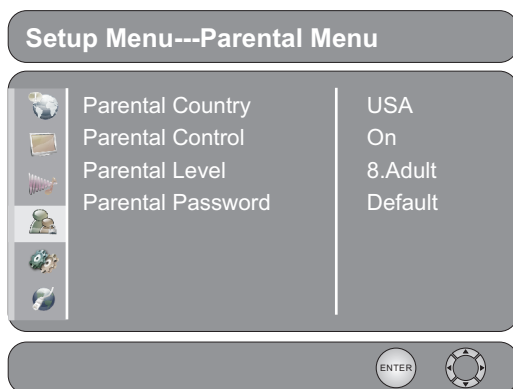 Setup Menu---Parental Menu
Parental Country USA
Parental Control On
Parental Level 8.Adult
Parental Password Default
ENTER